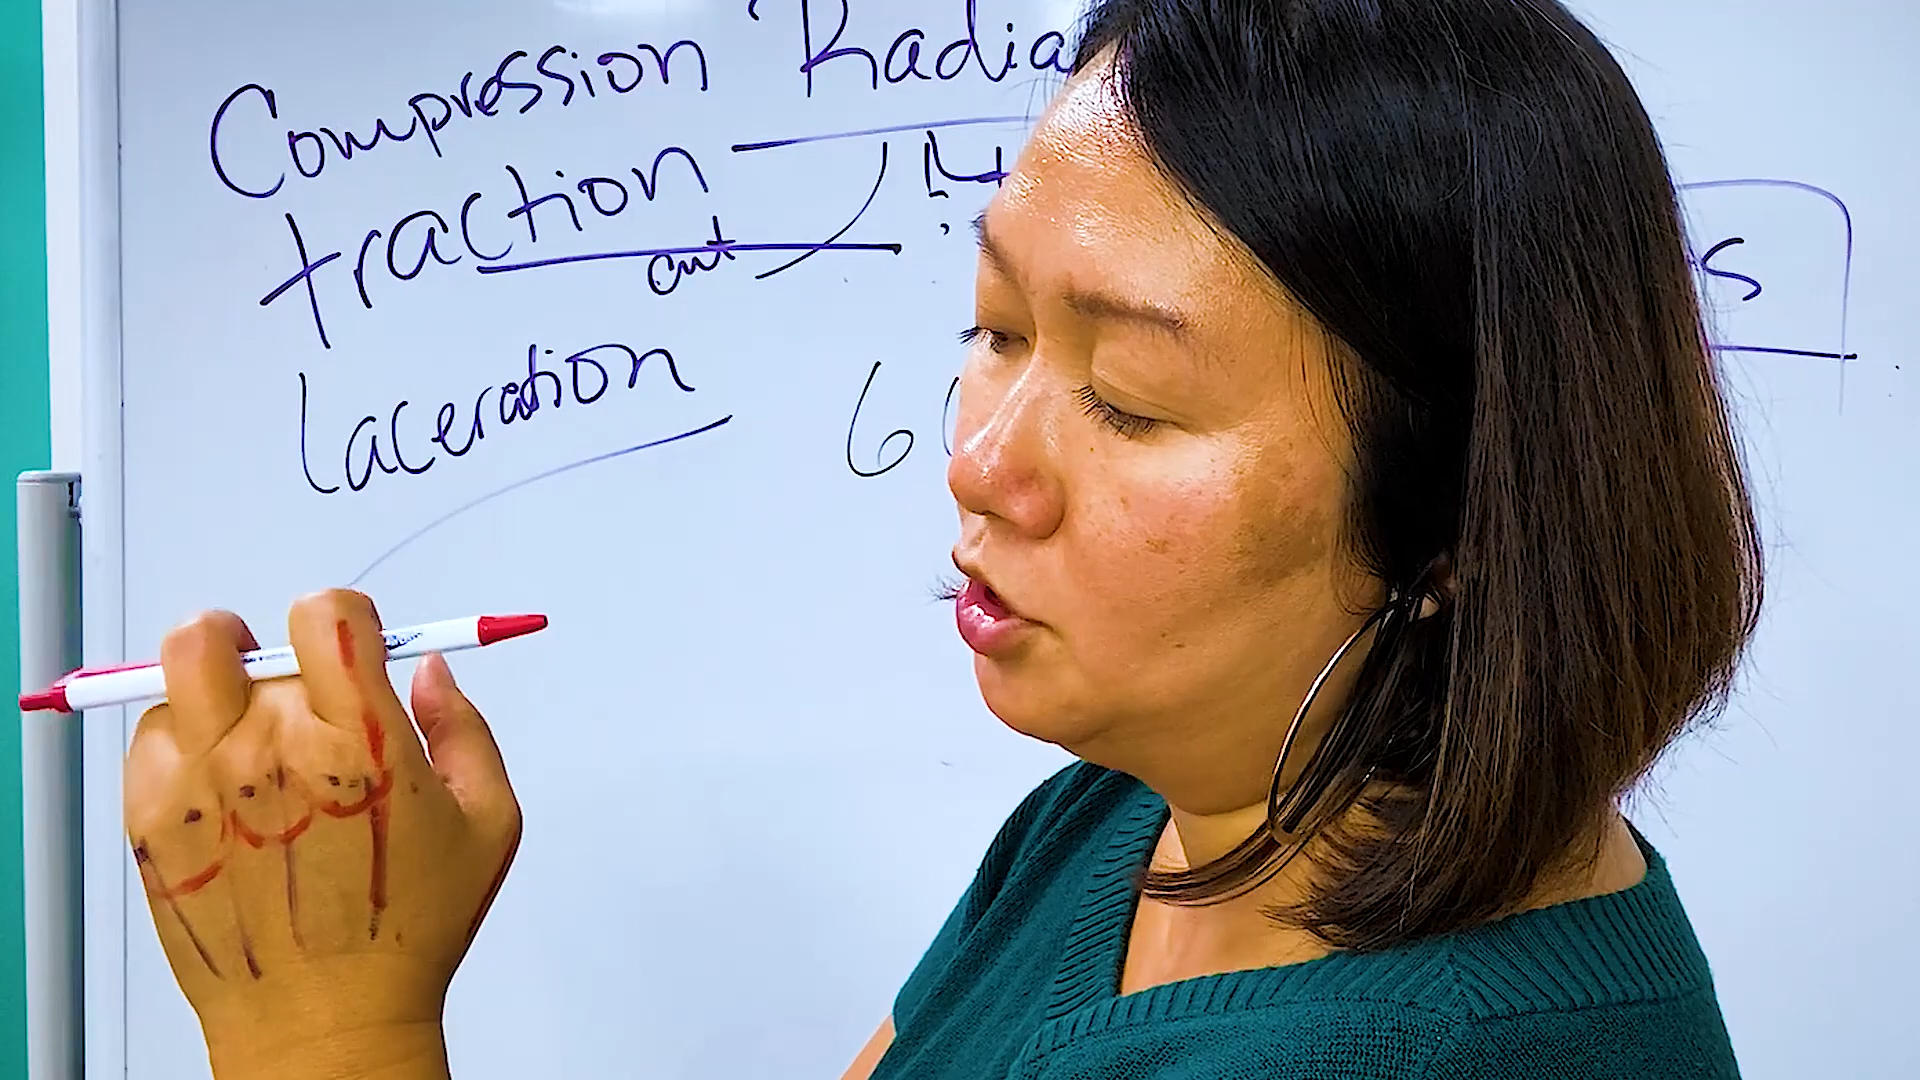 Compression Radia
traction
cut
laceration 6
s